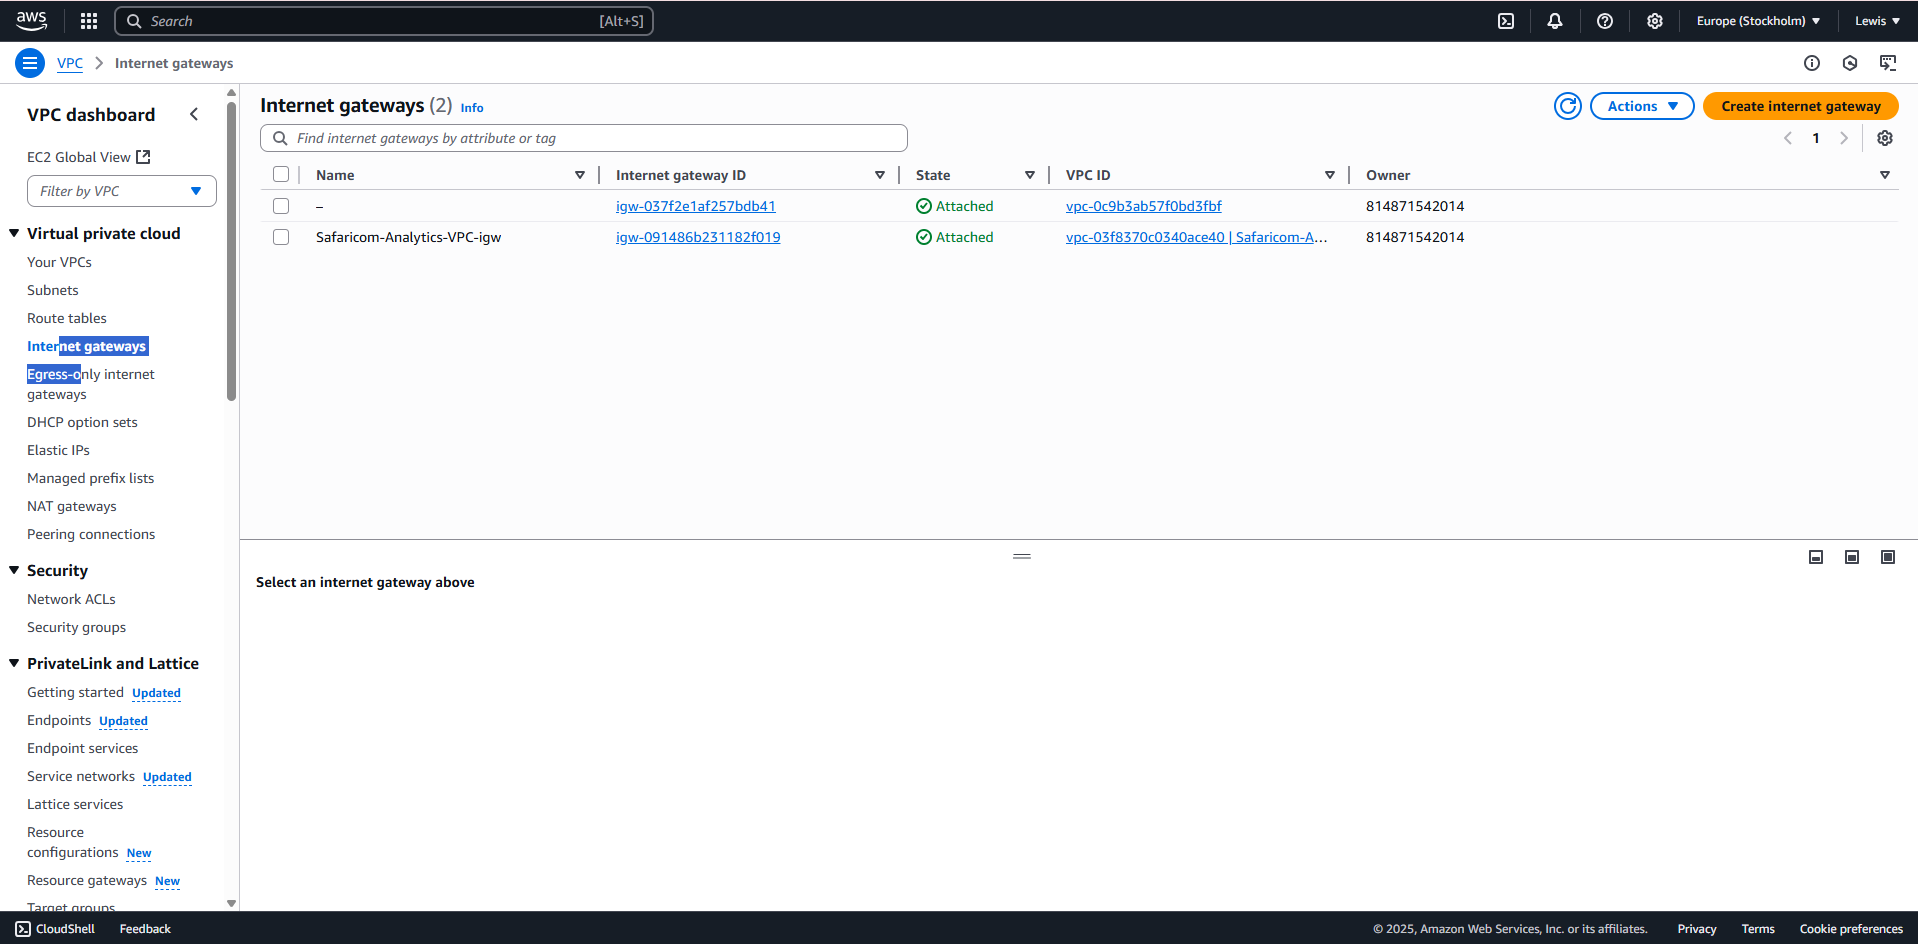 aws
Search [Alt+S]
Europe (Stockholm) Lewis
VPC Internet gateways
VPC dashboard
EC2 Global View
Filter by VPC
Virtual private cloud
Your VPCs
Subnets
Route tables
Internet gateways
Egress-only internet
gateways
DHCP option sets
Elastic IPs
Managed prefix lists
NAT gateways
Peering connections
Security
Network ACLs
Security groups
PrivateLink and Lattice
Getting started Updated
Endpoints Updated
Endpoint services
Service networks Updated
Lattice services
Resource
configurations New
Resource gateways New
Target groups
Internet gateways (2) Info
Actions
Create internet gateway
Find internet gateways by attribute or tag
1
Name Internet gateway ID State VPC ID Owner
– igw-037f2e1af257bdb41 Attached vpc-0c9b3ab57f0bd3fbf 814871542014
Safaricom-Analytics-VPC-igw igw-091486b231182f019 Attached vpc-03f8370c0340ace40 | Safaricom-A... 814871542014
Select an internet gateway above
CloudShell Feedback
© 2025, Amazon Web Services, Inc. or its affiliates. Privacy Terms Cookie preferences